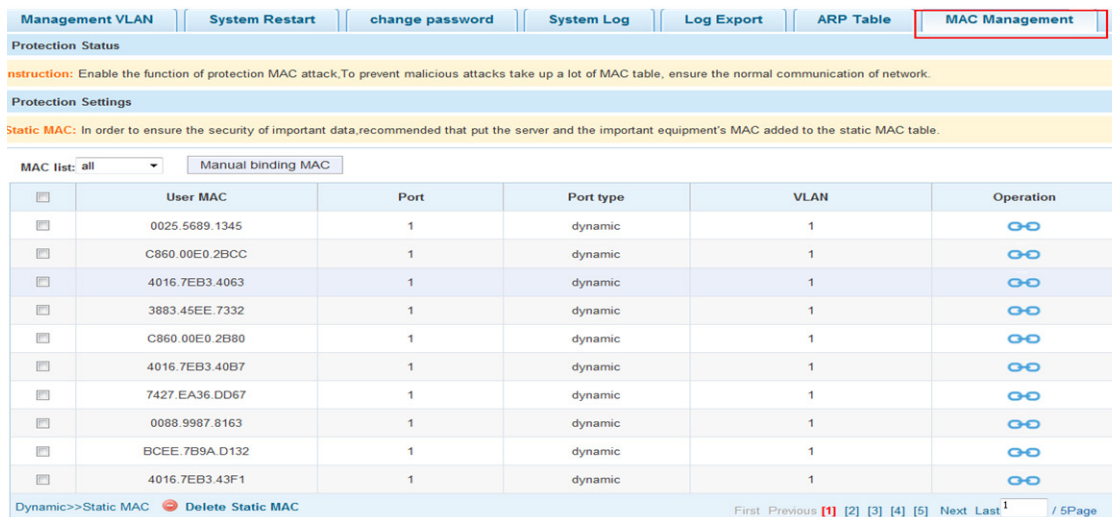 Management VLAN System Restart change password System Log Log Export ARP Table MAC Management
Protection Status
nstruction: Enable the function of protection MAC attack,To prevent malicious attacks take up a lot of MAC table, ensure the normal communication of network.
Protection Settings
Static MAC: In order to ensure the security of important data,recommended that put the server and the important equipment's MAC added to the static MAC table.
MAC list: all Manual binding MAC
User MAC Port Port type VLAN Operation
0025.5689.1345 1 dynamic 1
C860.00E0.2BCC 1 dynamic 1
4016.7EB3.4063 1 dynamic 1
3883.45EE.7332 1 dynamic 1
C860.00E0.2B80 1 dynamic 1
4016.7EB3.40B7 1 dynamic 1
7427.EA36.DD67 1 dynamic 1
0088.9987.8163 1 dynamic 1
BCEE.7B9A.D132 1 dynamic 1
4016.7EB3.43F1 1 dynamic 1
Dynamic>>Static MAC Delete Static MAC First Previous [1] [2] [3] [4] [5] Next Last 1 / 5Page